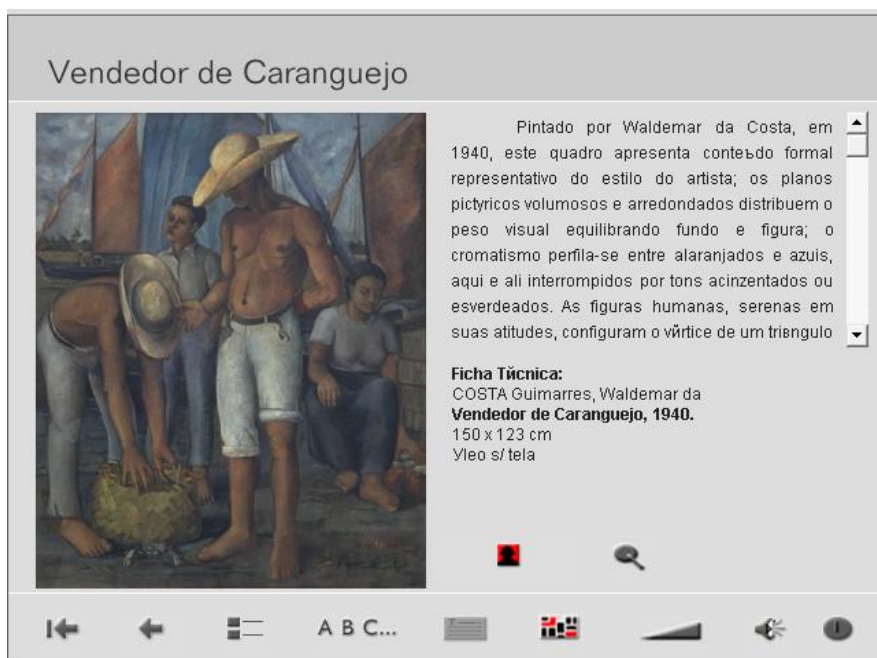 Vendedor de Caranguejo
Pintado por Waldemar da Costa, em
1940, este quadro apresenta conteьdo formal
representativo do estilo do artista; os planos
pictуricos volumosos e arredondados distribuem o
peso visual equilibrando fundo e figura; o
cromatismo perfila-se entre alaranjados e azuis,
aqui e ali interrompidos por tons acinzentados ou
esverdeados. As figuras humanas, serenas em
suas atitudes, configuram o vйrtice de um triвngulo
Ficha Tйcnica:
COSTA Guimarres, Waldemar da
Vendedor de Caranguejo, 1940.
150 x 123 cm
Уleo s/ tela
A B C...